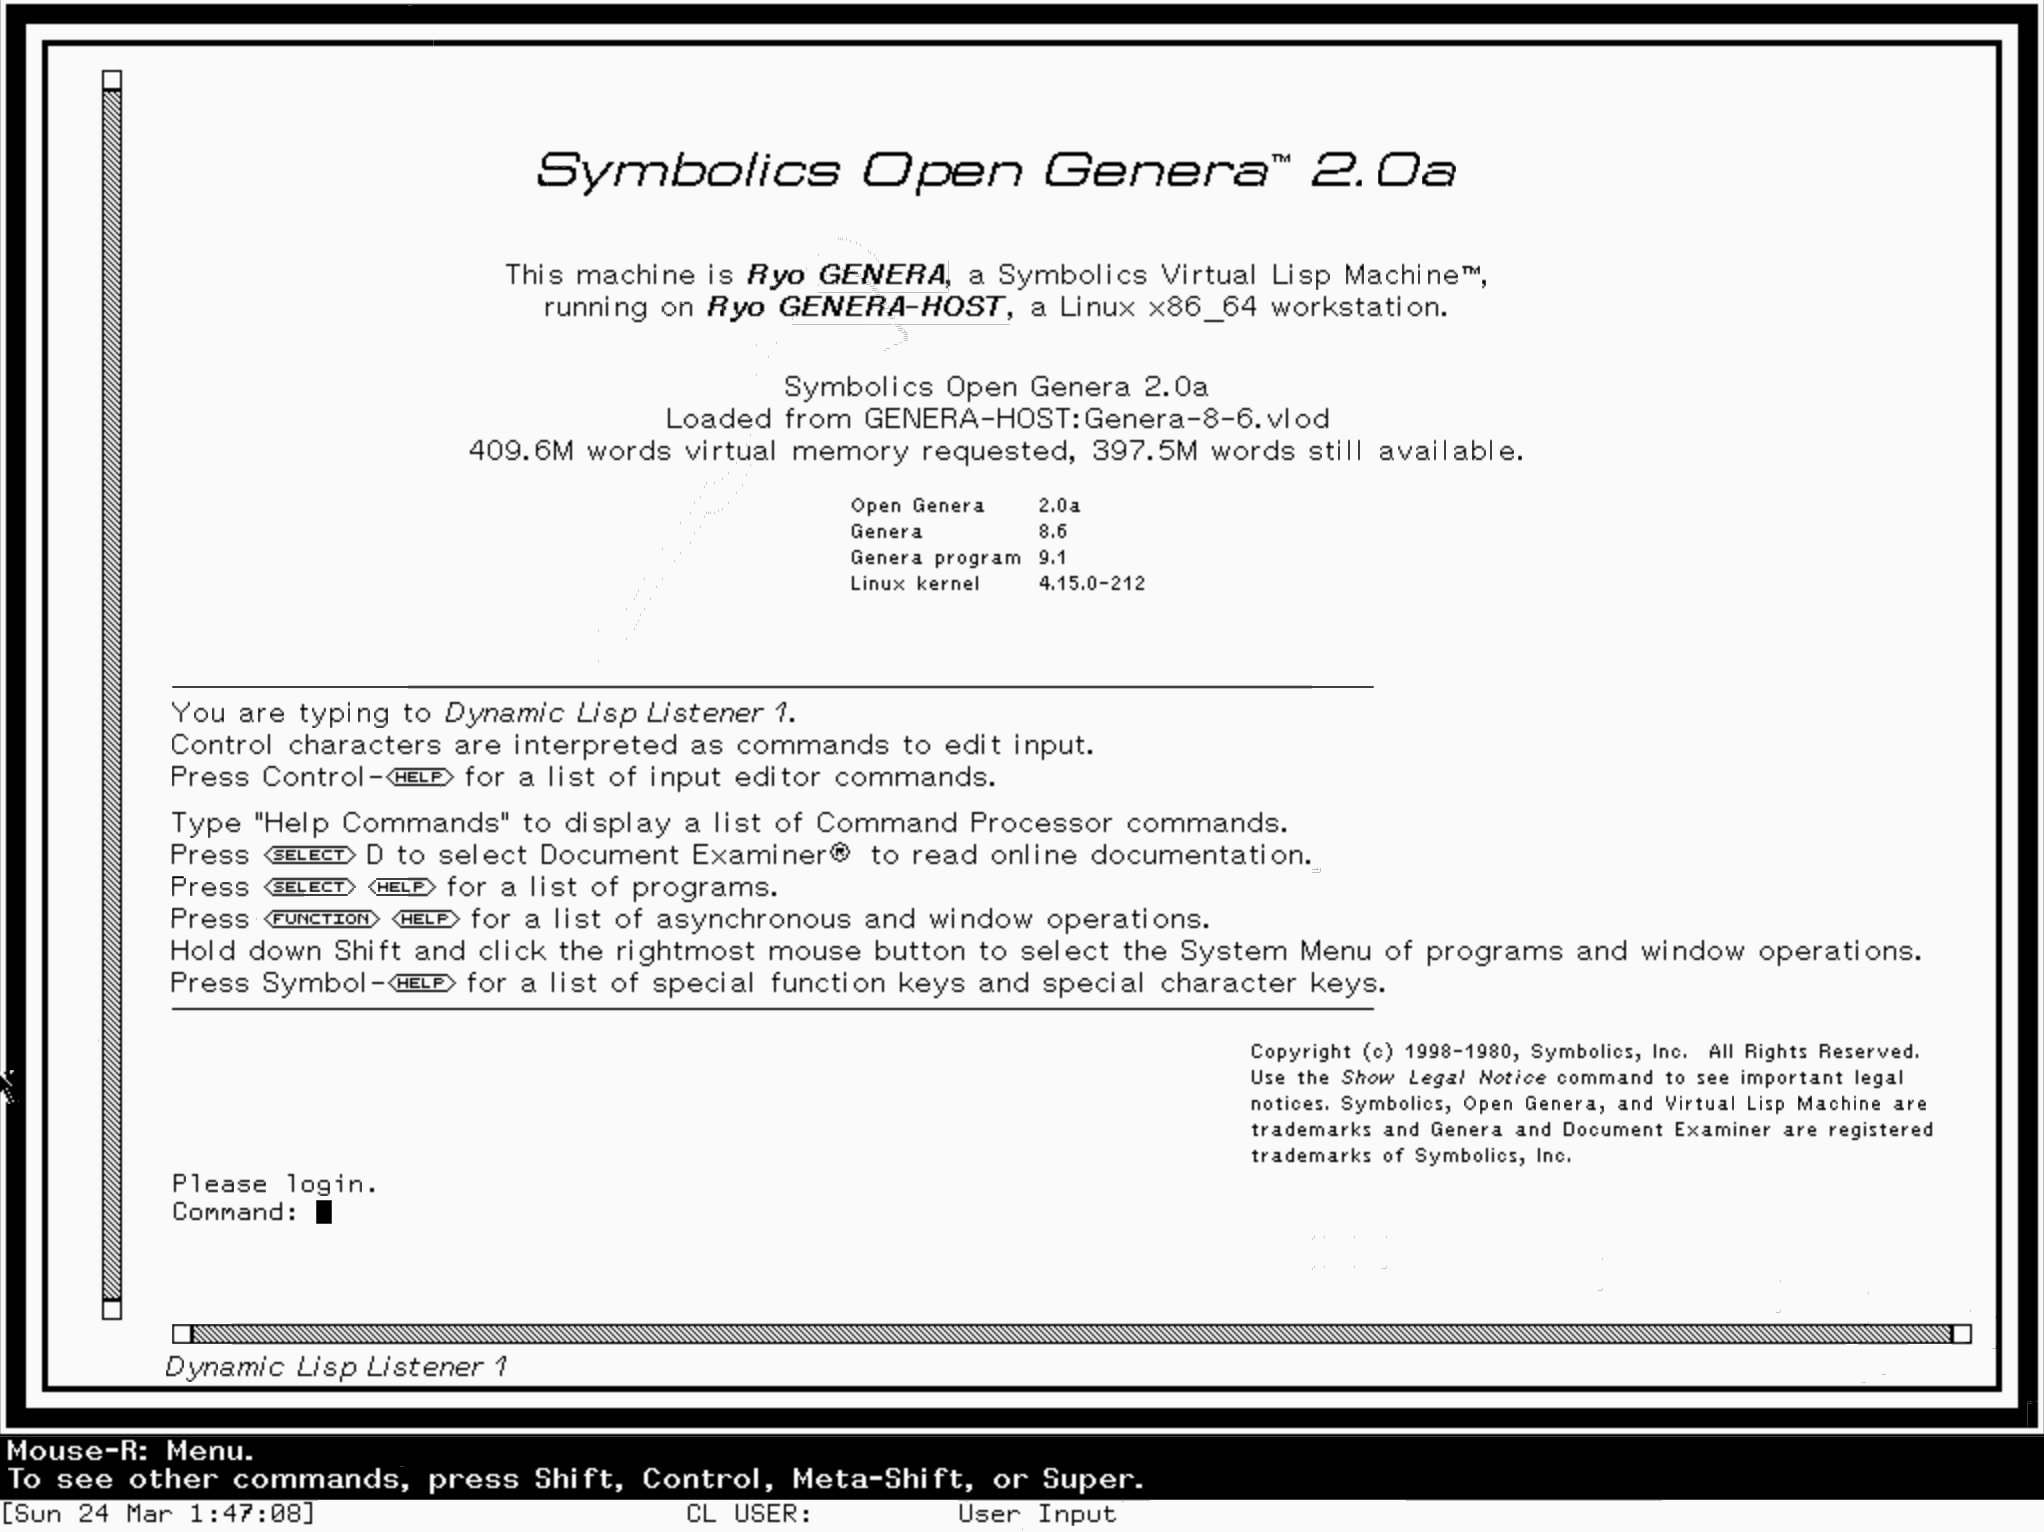 Symbolics Open Genera™ 2.0a
This machine is Ryo GENERA, a Symbolics Virtual Lisp Machine™,
running on Ryo GENERA-HOST, a Linux x86_64 workstation.
Symbolics Open Genera 2.0a
Loaded from GENERA-HOST:Genera-8-6.vlod
409.6M words virtual memory requested, 397.5M words still available.
Open Genera 2.0a
Genera 8.6
Genera program 9.1
Linux kernel 4.15.0-212
You are typing to Dynamic Lisp Listener 1.
Control characters are interpreted as commands to edit input.
Press Control-<HELP> for a list of input editor commands.
Type "Help Commands" to display a list of Command Processor commands.
Press <SELECT> D to select Document Examiner® to read online documentation.
Press <SELECT> <HELP> for a list of programs.
Press <FUNCTION> <HELP> for a list of asynchronous and window operations.
Hold down Shift and click the rightmost mouse button to select the System Menu of programs and window operations.
Press Symbol-<HELP> for a list of special function keys and special character keys.
Copyright (c) 1998-1980, Symbolics, Inc. All Rights Reserved.
Use the Show Legal Notice command to see important legal
notices. Symbolics, Open Genera, and Virtual Lisp Machine are
trademarks and Genera and Document Examiner are registered
trademarks of Symbolics, Inc.
Please login.
Command:
Dynamic Lisp Listener 1
Mouse-R: Menu.
To see other commands, press Shift, Control, Meta-Shift, or Super.
[Sun 24 Mar 1:47:08] CL USER: User Input